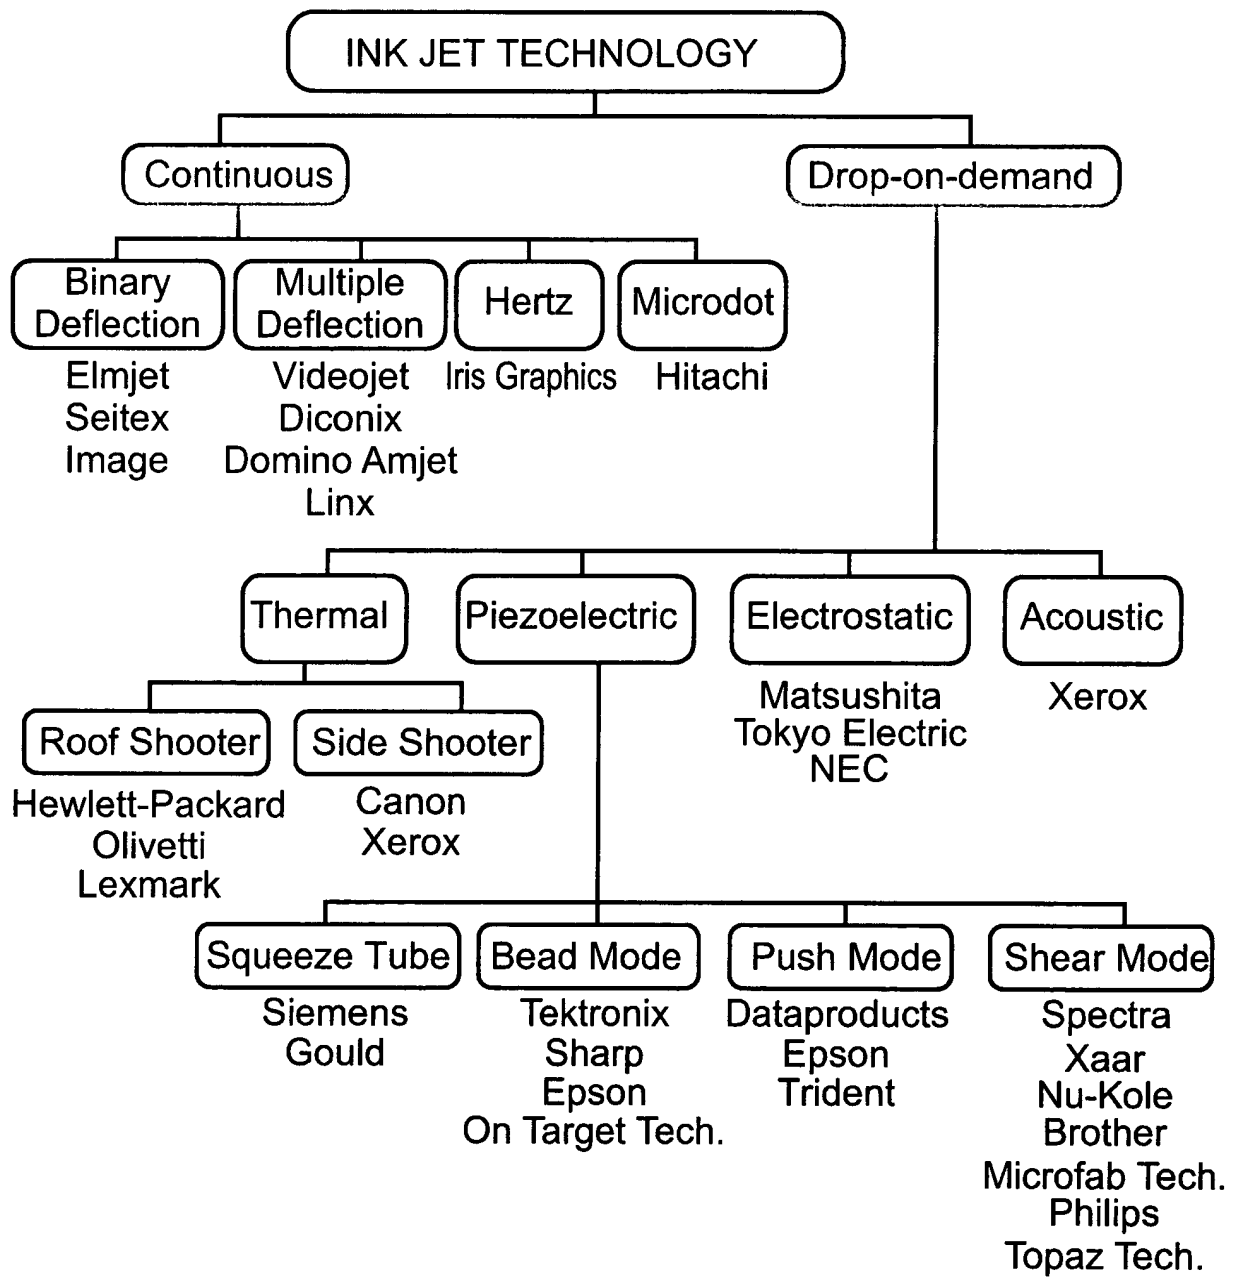 INK JET TECHNOLOGY
Continuous
Drop-on-demand
Binary
Deflection
Multiple
Deflection
Hertz
Microdot
Elmjet
Seitex
Image
Videojet
Diconix
Domino Amjet
Linx
Iris Graphics
Hitachi
Thermal
Piezoelectric
Electrostatic
Acoustic
Matsushita
Tokyo Electric
NEC
Xerox
Roof Shooter
Side Shooter
Hewlett-Packard
Olivetti
Lexmark
Canon
Xerox
Squeeze Tube
Bead Mode
Push Mode
Shear Mode
Siemens
Gould
Tektronix
Sharp
Epson
On Target Tech.
Dataproducts
Epson
Trident
Spectra
Xaar
Nu-Kole
Brother
Microfab Tech.
Philips
Topaz Tech.